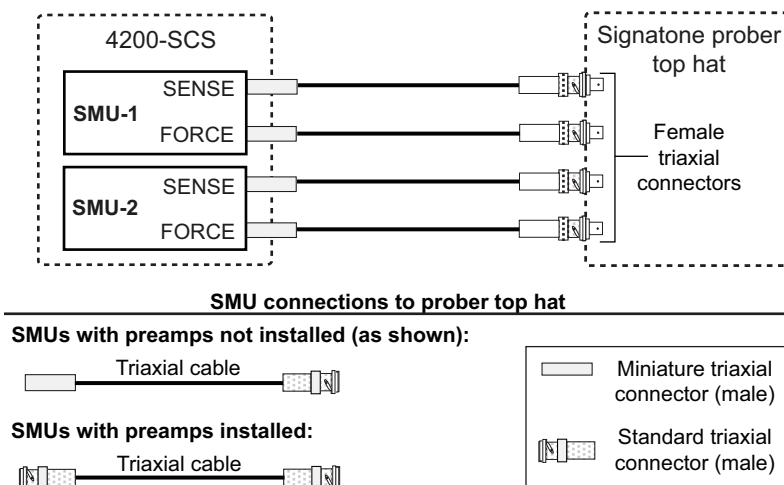 4200-SCS
SMU-1
SENSE
FORCE
SMU-2
SENSE
FORCE
Signatone prober
top hat
Female
triaxial
connectors
SMU connections to prober top hat
SMUs with preamps not installed (as shown):
Triaxial cable
SMUs with preamps installed:
Triaxial cable
Miniature triaxial
connector (male)
Standard triaxial
connector (male)